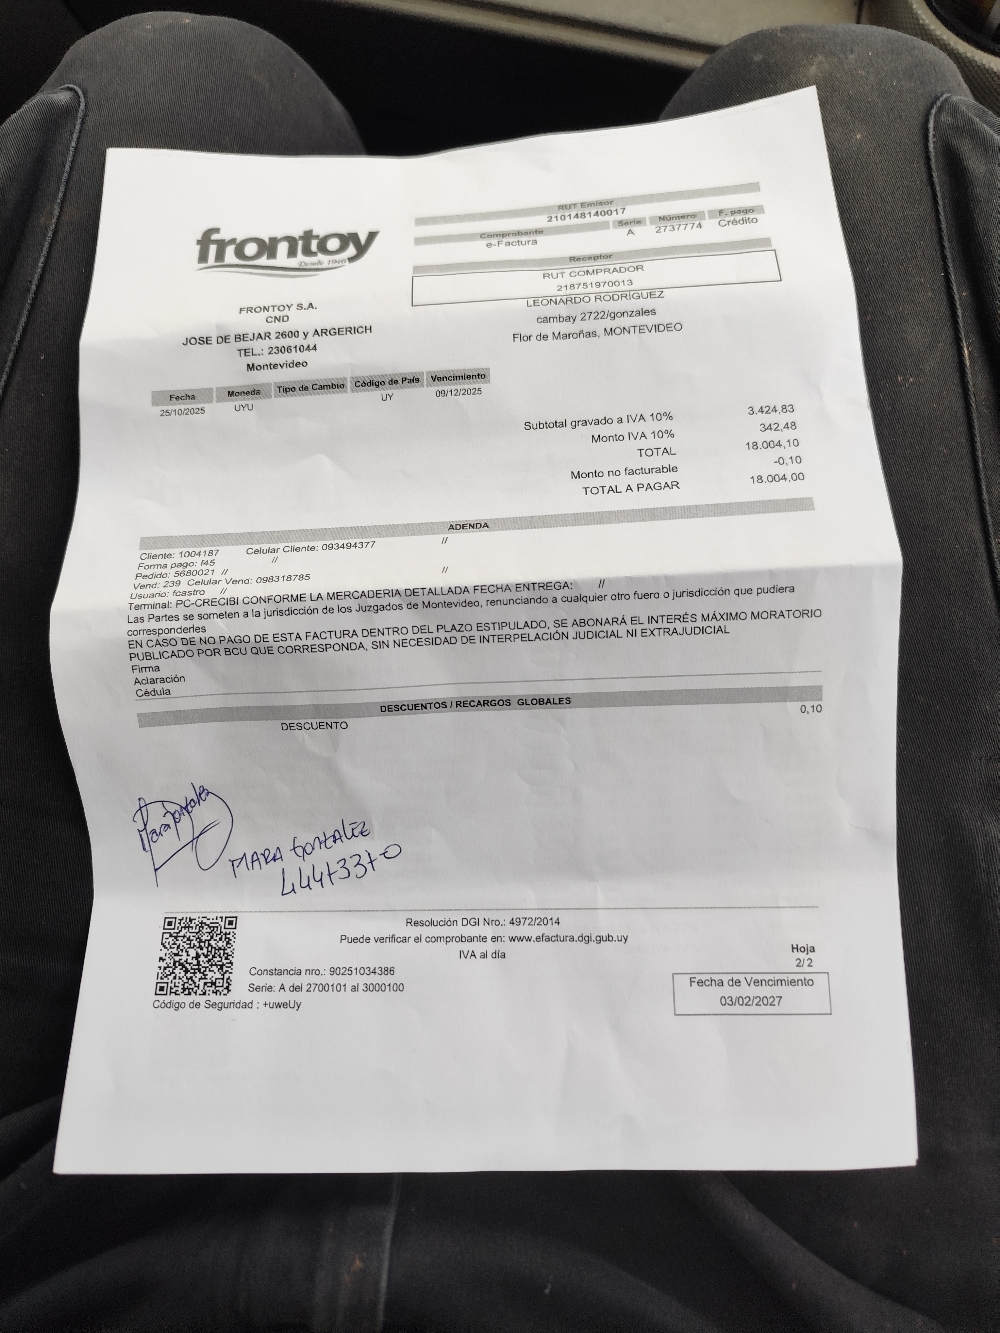 frontoy
Desde 1946
FRONTOY S.A.
CND
JOSE DE BEJAR 2600 y ARGERICH
TEL.: 23061044
Montevideo
RUT Emisor
210148140017
Comprobante Serie Número F. pago
e-Factura A 2737774 Crédito
Receptor
RUT COMPRADOR
218751970013
LEONARDO RODRÍGUEZ
cambay 2722/gonzales
Flor de Maroñas, MONTEVIDEO
Fecha Moneda Tipo de Cambio Código de País Vencimiento
25/10/2025 UYU UY 09/12/2025
Subtotal gravado a IVA 10% 3.424,83
Monto IVA 10% 342,48
TOTAL 18.004,10
Monto no facturable -0,10
TOTAL A PAGAR 18.004,00
ADENDA
Cliente: 1004187 Celular Cliente: 093494377 //
Forma pago: f45 //
Pedido: 5680021 //
Vend: 239 Celular Vend: 098318785 //
Usuario: fcastro //
Terminal: PC-CRECIBI CONFORME LA MERCADERIA DETALLADA FECHA ENTREGA: //
Las Partes se someten a la jurisdicción de los Juzgados de Montevideo, renunciando a cualquier otro fuero o jurisdicción que pudiera
corresponderles
EN CASO DE NO PAGO DE ESTA FACTURA DENTRO DEL PLAZO ESTIPULADO, SE ABONARÁ EL INTERÉS MÁXIMO MORATORIO
PUBLICADO POR BCU QUE CORRESPONDA, SIN NECESIDAD DE INTERPELACIÓN JUDICIAL NI EXTRAJUDICIAL
Firma
Aclaración
Cédula
DESCUENTOS / RECARGOS GLOBALES
DESCUENTO 0,10
Mara Gonzalez
MARA GONZALEZ
Resolución DGI Nro.: 4972/2014
Puede verificar el comprobante en: www.efactura.dgi.gub.uy
IVA al día
Constancia nro.: 90251034386
Serie: A del 2700101 al 3000100
Código de Seguridad : +uweUy
Hoja
2/2
Fecha de Vencimiento
03/02/2027